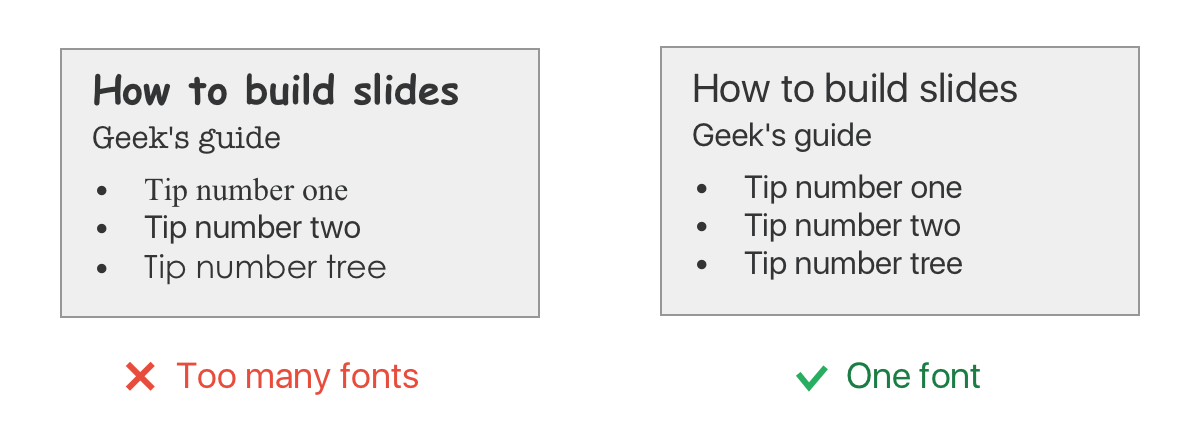 How to build slides
Geek's guide
• Tip number one
• Tip number two
• Tip number tree
Too many fonts
How to build slides
Geek's guide
• Tip number one
• Tip number two
• Tip number tree
One font